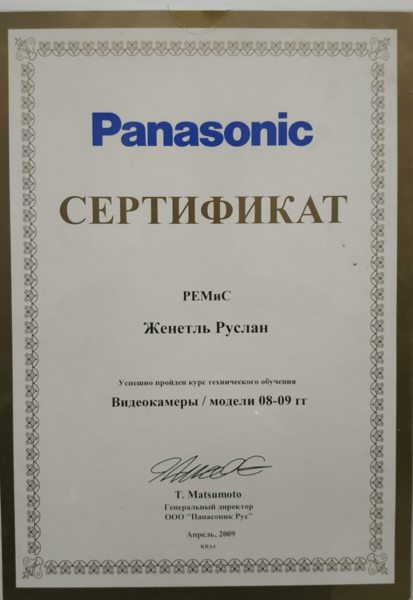 Panasonic
СЕРТИФИКАТ
РЕМиС
Женетль Руслан
Успешно пройден курс технического обучения
Видеокамеры / модели 08-09 гг
T. Matsumoto
Генеральный директор
ООО "Панасоник Рус"
Апрель, 2009